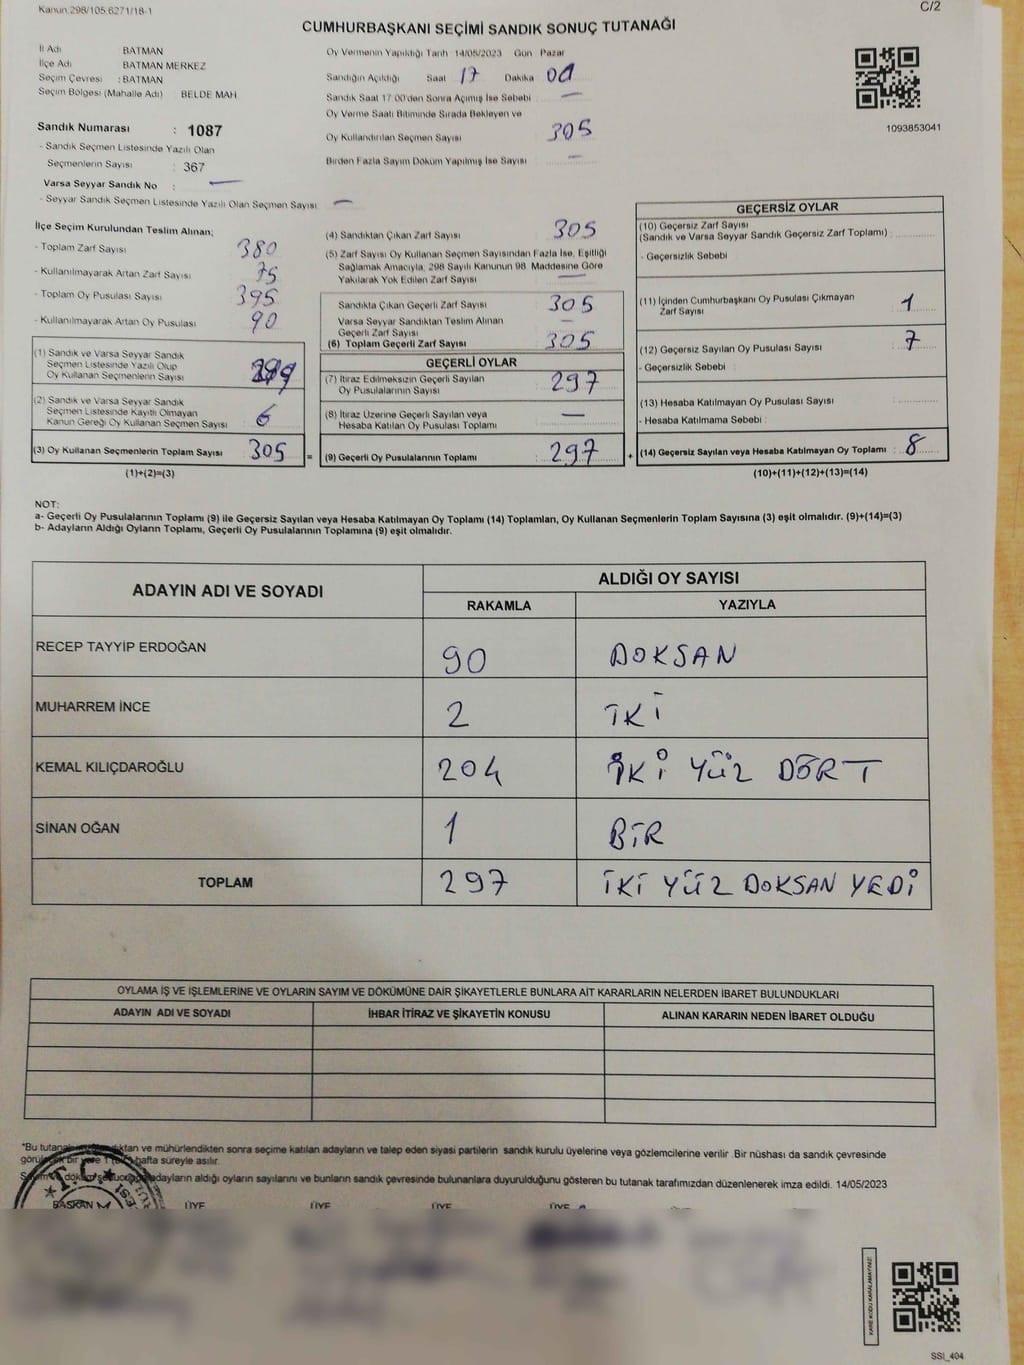 Kanun 298/105,6271/18-1
C/2
CUMHURBAŞKANI SEÇİMİ SANDIK SONUÇ TUTANAĞI
İl Adı BATMAN
İlçe Adı BATMAN MERKEZ
Seçim Çevresi : BATMAN
Seçim Bölgesi (Mahalle Adı) : BELDE MAH.
Sandık Numarası : 1087
- Sandık Seçmen Listesinde Yazılı Olan
Seçmenlerin Sayısı : 367
Varsa Seyyar Sandık No : —
- Seyyar Sandık Seçmen Listesinde Yazılı Olan Seçmen Sayısı : —
Oy Vermenin Yapıldığı Tarih 14/05/2023 Gün Pazar
Sandığın Açıldığı Saat 17 Dakika 00
Sandık Saat 17.00'den Sonra Açılmış İse Sebebi : —
Oy Verme Saati Bitiminde Sırada Bekleyen ve
Oy Kullandırılan Seçmen Sayısı : 305
Birden Fazla Sayım Döküm Yapılmış İse Sayısı : —
1093853041
İlçe Seçim Kurulundan Teslim Alınan;
- Toplam Zarf Sayısı : 380
- Kullanılmayarak Artan Zarf Sayısı : 75
- Toplam Oy Pusulası Sayısı : 395
- Kullanılmayarak Artan Oy Pusulası : 90
(1) Sandık ve Varsa Seyyar Sandık
Seçmen Listesinde Yazılı Olup
Oy Kullanan Seçmenlerin Sayısı :
(2) Sandık ve Varsa Seyyar Sandık
Seçmen Listesinde Kayıtlı Olmayan
Kanun Gereği Oy Kullanan Seçmen Sayısı : 6
(3) Oy Kullanan Seçmenlerin Toplam Sayısı : 305
(1)+(2)=(3)
(4) Sandıktan Çıkan Zarf Sayısı : 305
(5) Zarf Sayısı Oy Kullanan Seçmen Sayısından Fazla İse, Eşitliği
Sağlamak Amacıyla, 298 Sayılı Kanunun 98. Maddesine Göre
Yakılarak Yok Edilen Zarf Sayısı : —
Sandıkta Çıkan Geçerli Zarf Sayısı : 305
Varsa Seyyar Sandıktan Teslim Alınan
Geçerli Zarf Sayısı : —
(6) Toplam Geçerli Zarf Sayısı : 305
GEÇERLİ OYLAR
(7) İtiraz Edilmeksizin Geçerli Sayılan
Oy Pusulalarının Sayısı : 297
(8) İtiraz Üzerine Geçerli Sayılan veya
Hesaba Katılan Oy Pusulası Toplamı : —
= (9) Geçerli Oy Pusulalarının Toplamı : 297 +
GEÇERSİZ OYLAR
(10) Geçersiz Zarf Sayısı
(Sandık ve Varsa Seyyar Sandık Geçersiz Zarf Toplamı) :
- Geçersizlik Sebebi
(11) İçinden Cumhurbaşkanı Oy Pusulası Çıkmayan
Zarf Sayısı : 1
(12) Geçersiz Sayılan Oy Pusulası Sayısı : 7
- Geçersizlik Sebebi :
(13) Hesaba Katılmayan Oy Pusulası Sayısı :
- Hesaba Katılmama Sebebi :
(14) Geçersiz Sayılan veya Hesaba Katılmayan Oy Toplamı : 8
(10)+(11)+(12)+(13)=(14)
NOT:
a- Geçerli Oy Pusulalarının Toplamı (9) ile Geçersiz Sayılan veya Hesaba Katılmayan Oy Toplamı (14) Toplamları, Oy Kullanan Seçmenlerin Toplam Sayısına (3) eşit olmalıdır. (9)+(14)=(3)
b- Adayların Aldığı Oyların Toplamı, Geçerli Oy Pusulalarının Toplamına (9) eşit olmalıdır.
ADAYIN ADI VE SOYADI
ALDIĞI OY SAYISI
RAKAMLA YAZIYLA
RECEP TAYYİP ERDOĞAN 90 DOKSAN
MUHARREM İNCE 2 İKİ
KEMAL KILIÇDAROĞLU 204 İKİ YÜZ DÖRT
SİNAN OĞAN 1 BİR
TOPLAM 297 İKİ YÜZ DOKSAN YEDİ
OYLAMA İŞ VE İŞLEMLERİNE VE OYLARIN SAYIM VE DÖKÜMÜNE DAİR ŞİKAYETLERLE BUNLARA AİT KARARLARIN NELERDEN İBARET BULUNDUKLARI
ADAYIN ADI VE SOYADI İHBAR İTİRAZ VE ŞİKAYETİN KONUSU ALINAN KARARIN NEDEN İBARET OLDUĞU
*Bu tutanak ve mühürlendikten sonra seçime katılan adayların ve talep eden siyasi partilerin sandık kurulu üyelerine veya gözlemcilerine verilir .Bir nüshası da sandık çevresinde
bir yere 1 hafta süreyle asılır.
adayların aldığı oyların sayılarını ve bunların sandık çevresinde bulunanlara duyurulduğunu gösteren bu tutanak tarafımızdan düzenlenerek imza edildi. 14/05/2023
T.C.
BAŞKAN ÜYE ÜYE ÜYE ÜYE
KARE KODU KARALAMAYINIZ
SSI_404